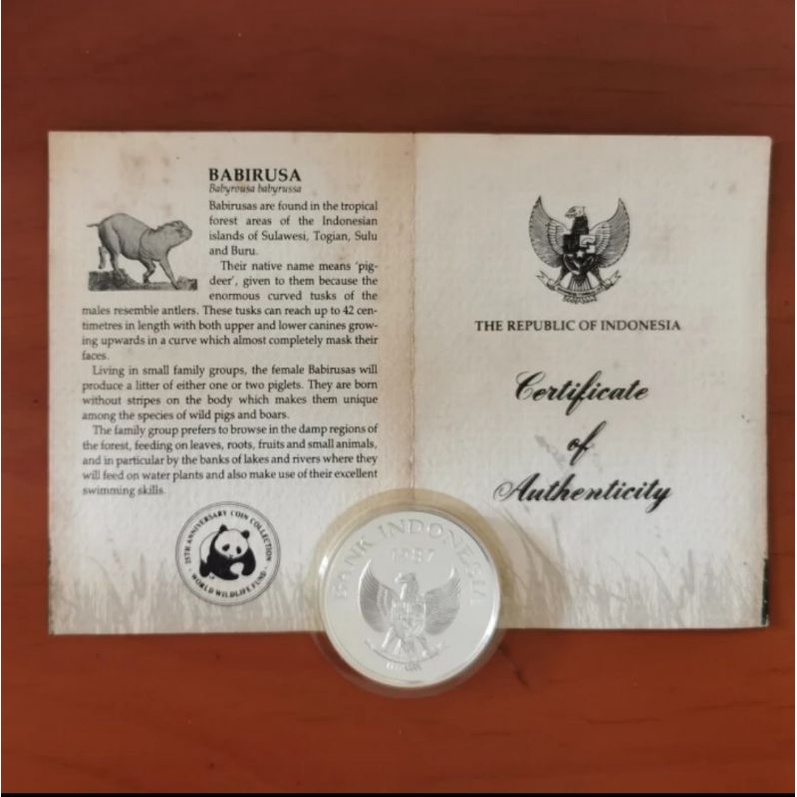 BABIRUSA
Babyrousa babyrussa
Babirusas are found in the tropical
forest areas of the Indonesian
islands of Sulawesi, Togian, Sulu
and Buru.
Their native name means 'pig-
deer', given to them because the
enormous curved tusks of the
males resemble antlers. These tusks can reach up to 42 cen-
timetres in length with both upper and lower canines grow-
ing upwards in a curve which almost completely mask their
faces.
Living in small family groups, the female Babirusas will
produce a litter of either one or two piglets. They are born
without stripes on the body which makes them unique
among the species of wild pigs and boars.
The family group prefers to browse in the damp regions of
the forest, feeding on leaves, roots, fruits and small animals,
and in particular by the banks of lakes and rivers where they
will feed on water plants and also make use of their excellent
swimming skills.
25TH ANNIVERSARY COIN COLLECTION
WORLD WILDLIFE FUND
THE REPUBLIC OF INDONESIA
Certificate
of
Authenticity
BANK INDONESIA
1987